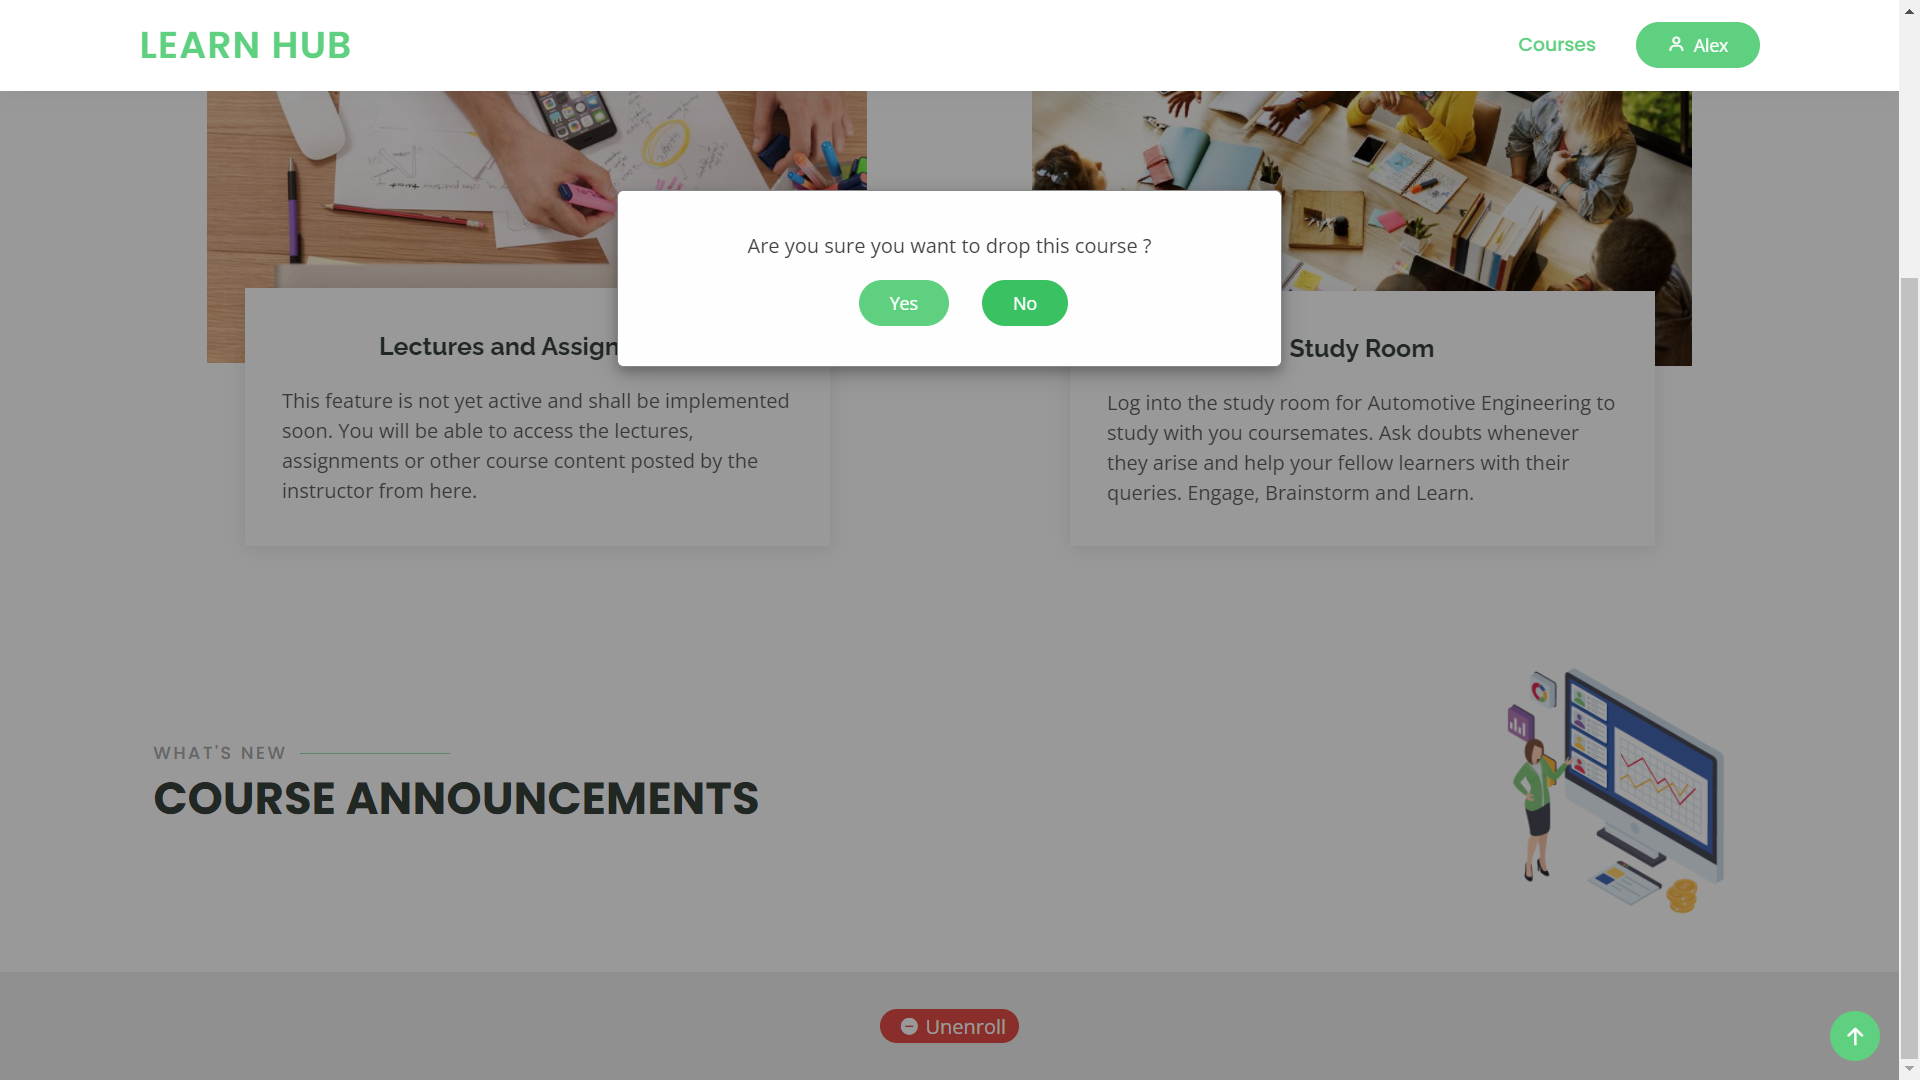 LEARN HUB
Courses
Alex
Are you sure you want to drop this course ?
Yes
No
Lectures and Assign
This feature is not yet active and shall be implemented
soon. You will be able to access the lectures,
assignments or other course content posted by the
instructor from here.
Study Room
Log into the study room for Automotive Engineering to
study with you coursemates. Ask doubts whenever
they arise and help your fellow learners with their
queries. Engage, Brainstorm and Learn.
WHAT'S NEW
COURSE ANNOUNCEMENTS
Unenroll